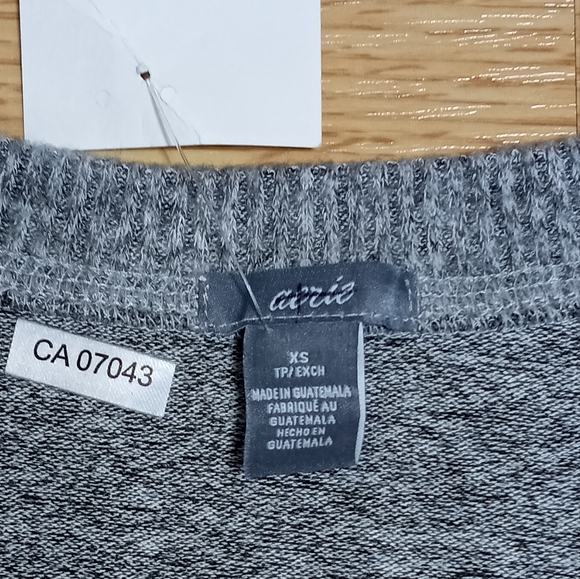 aerie
XS
TP/EXCH
MADE IN GUATEMALA
FABRIQUÉ AU
GUATEMALA
HECHO EN
GUATEMALA
CA 07043